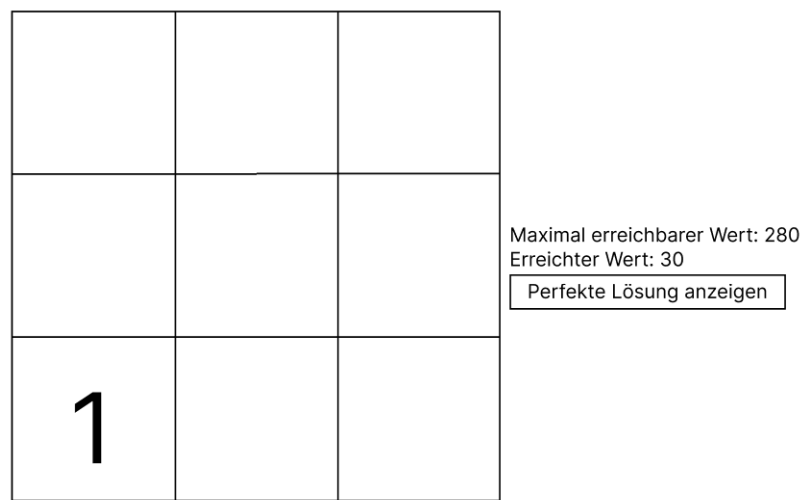 Maximal erreichbarer Wert: 280
Erreichter Wert: 30
Perfekte Lösung anzeigen
1